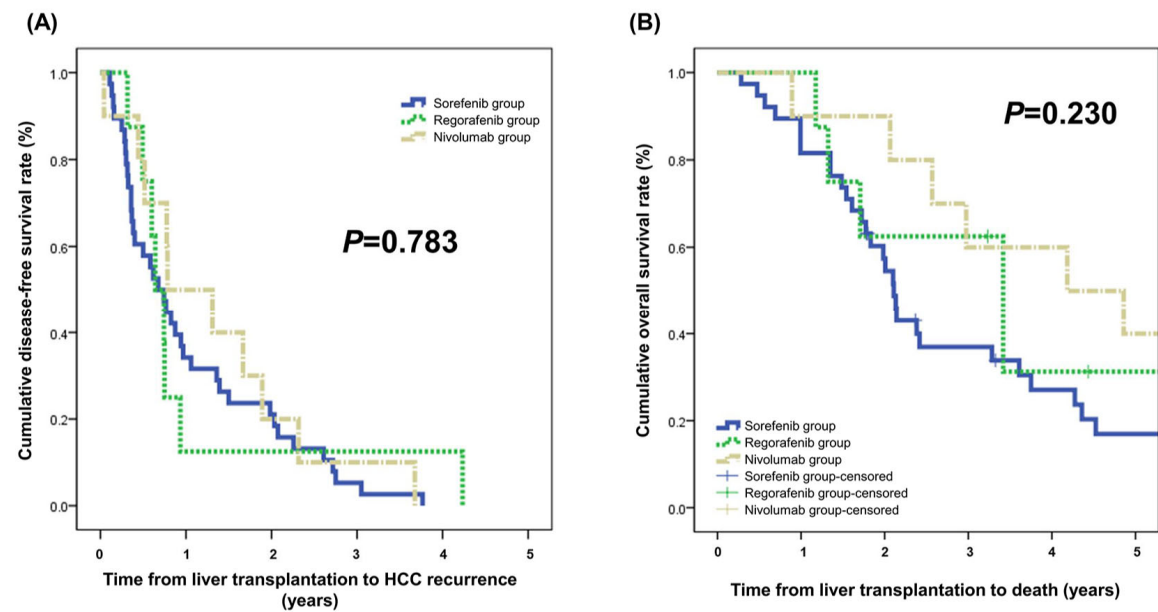 (A)
Cumulative disease-free survival rate (%)
1.0
0.8
0.6
0.4
0.2
0.0
Sorefenib group
Regorafenib group
Nivolumab group
P=0.783
0 1 2 3 4 5
Time from liver transplantation to HCC recurrence
(years)
(B)
Cumulative overall survival rate (%)
1.0
0.8
0.6
0.4
0.2
0.0
P=0.230
Sorefenib group
Regorafenib group
Nivolumab group
Sorefenib group-censored
Regorafenib group-censored
Nivolumab group-censored
0 1 2 3 4 5
Time from liver transplantation to death (years)